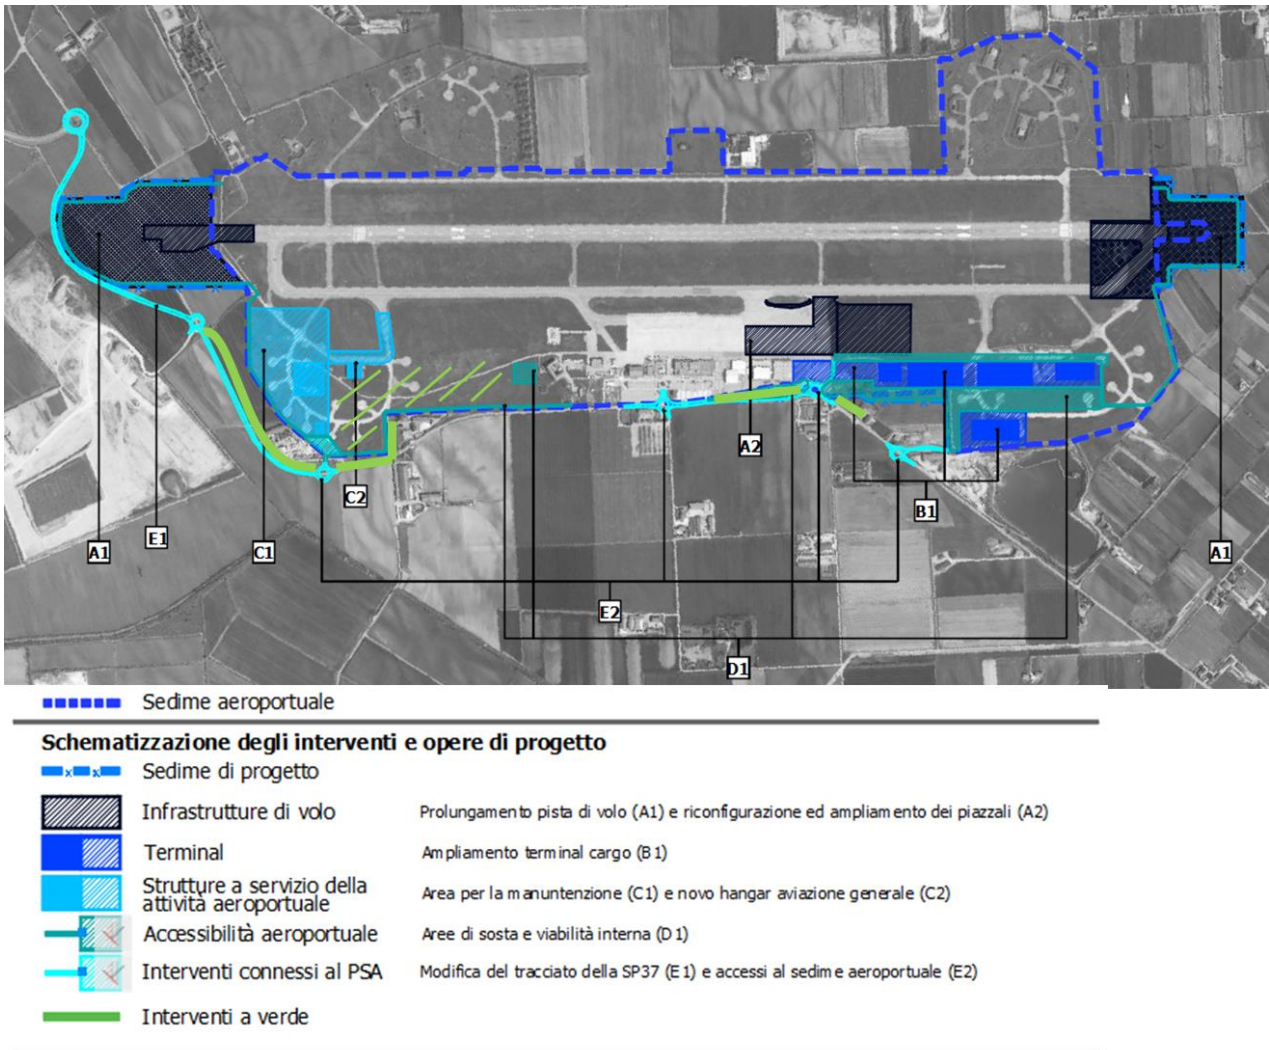 A2
C2
B1
A1
E1
C1
A1
E2
D1
Sedime aeroportuale
Schematizzazione degli interventi e opere di progetto
Sedime di progetto
Infrastrutture di volo Prolungamento pista di volo (A1) e riconfigurazione ed ampliamento dei piazzali (A2)
Terminal Ampliamento terminal cargo (B1)
Strutture a servizio della
attività aeroportuale Area per la manuntenzione (C1) e novo hangar aviazione generale (C2)
Accessibilità aeroportuale Aree di sosta e viabilità interna (D1)
Interventi connessi al PSA Modifica del tracciato della SP37 (E1) e accessi al sedime aeroportuale (E2)
Interventi a verde